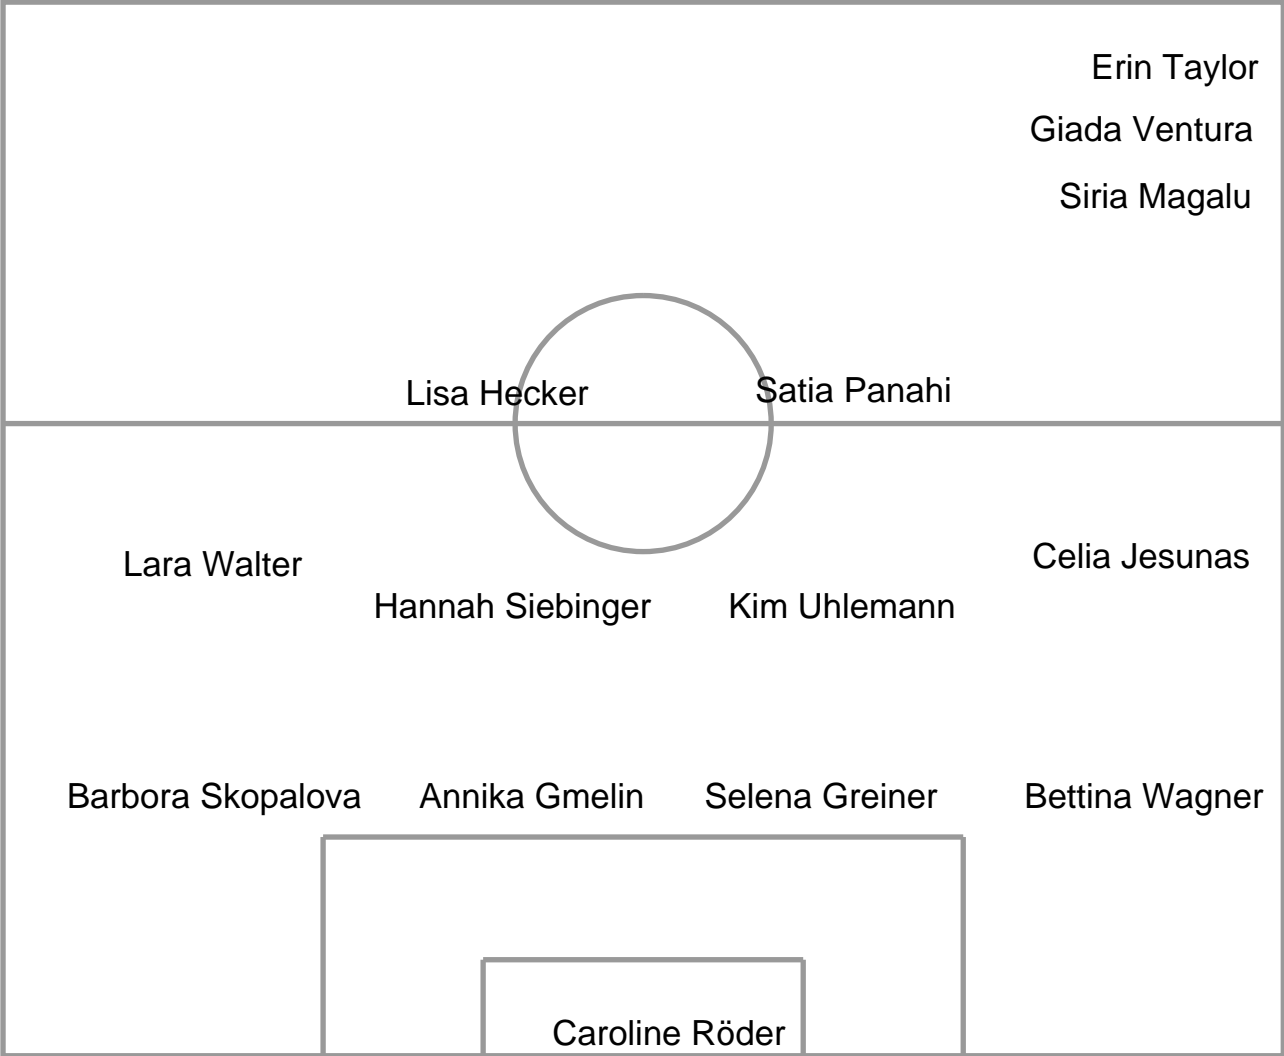 Erin Taylor
Giada Ventura
Siria Magalu
Lisa Hecker
Satia Panahi
Lara Walter
Celia Jesunas
Hannah Siebinger
Kim Uhlemann
Barbora Skopalova
Annika Gmelin
Selena Greiner
Bettina Wagner
Caroline Röder